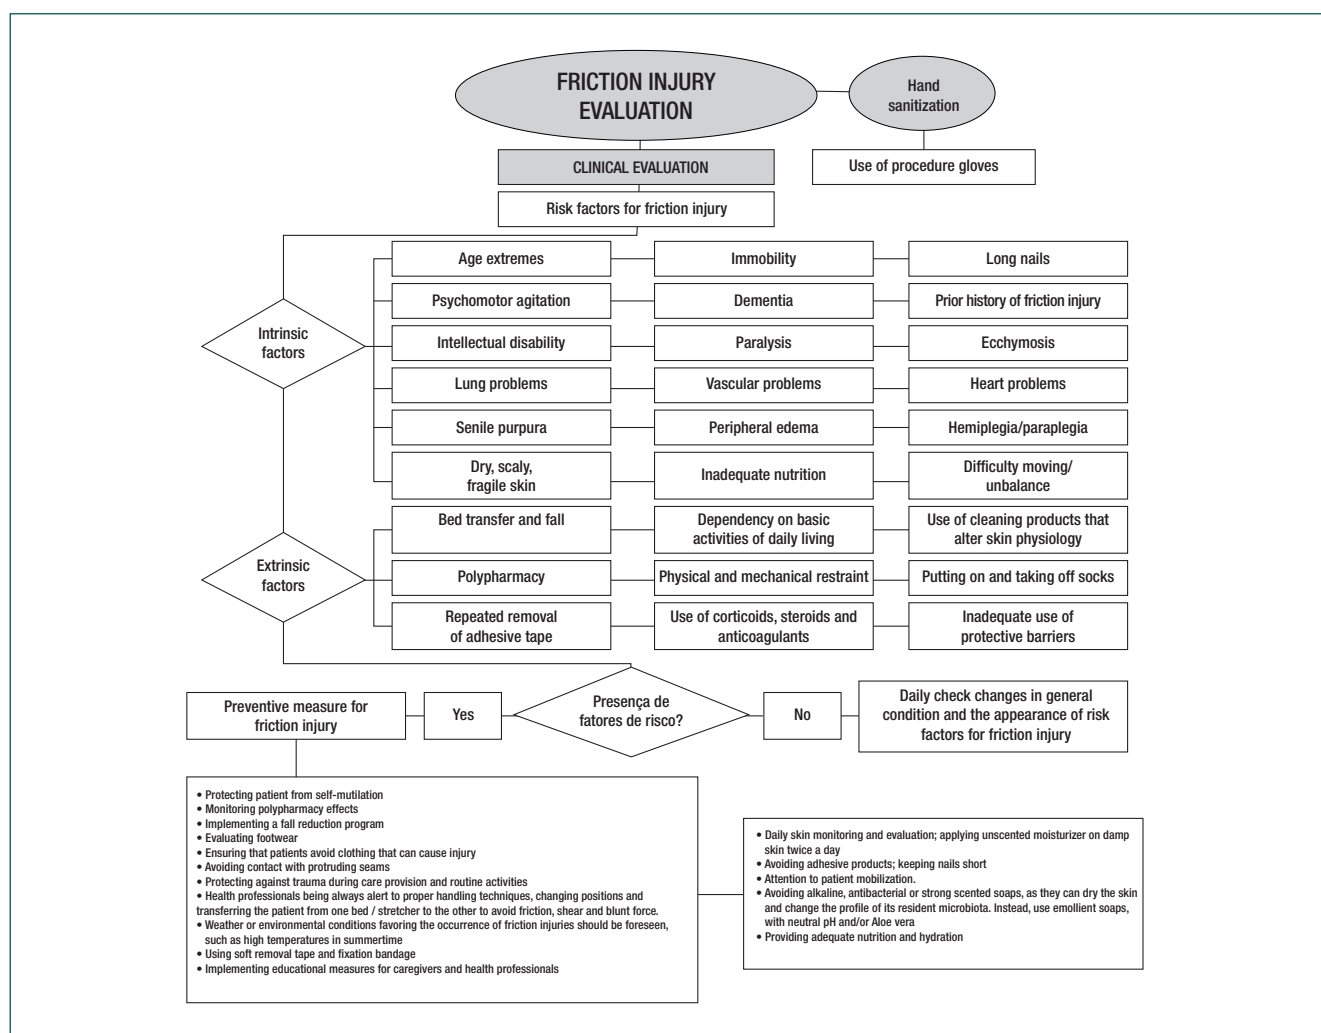 FRICTION INJURY
EVALUATION
Hand
sanitization
CLINICAL EVALUATION
Use of procedure gloves
Risk factors for friction injury
Intrinsic
factors
Age extremes
Immobility
Long nails
Psychomotor agitation
Dementia
Prior history of friction injury
Intellectual disability
Paralysis
Ecchymosis
Lung problems
Vascular problems
Heart problems
Senile purpura
Peripheral edema
Hemiplegia/paraplegia
Dry, scaly,
fragile skin
Inadequate nutrition
Difficulty moving/
unbalance
Extrinsic
factors
Bed transfer and fall
Dependency on basic
activities of daily living
Use of cleaning products that
alter skin physiology
Polypharmacy
Physical and mechanical restraint
Putting on and taking off socks
Repeated removal
of adhesive tape
Use of corticoids, steroids and
anticoagulants
Inadequate use of
protective barriers
Preventive measure for
friction injury
Yes
Presença de
fatores de risco?
No
Daily check changes in general
condition and the appearance of risk
factors for friction injury
• Protecting patient from self-mutilation
• Monitoring polypharmacy effects
• Implementing a fall reduction program
• Evaluating footwear
• Ensuring that patients avoid clothing that can cause injury
• Avoiding contact with protruding seams
• Protecting against trauma during care provision and routine activities
• Health professionals being always alert to proper handling techniques, changing positions and
transferring the patient from one bed / stretcher to the other to avoid friction, shear and blunt force.
• Weather or environmental conditions favoring the occurrence of friction injuries should be foreseen,
such as high temperatures in summertime
• Using soft removal tape and fixation bandage
• Implementing educational measures for caregivers and health professionals
• Daily skin monitoring and evaluation; applying unscented moisturizer on damp
skin twice a day
• Avoiding adhesive products; keeping nails short
• Attention to patient mobilization.
• Avoiding alkaline, antibacterial or strong scented soaps, as they can dry the skin
and change the profile of its resident microbiota. Instead, use emollient soaps,
with neutral pH and/or Aloe vera
• Providing adequate nutrition and hydration